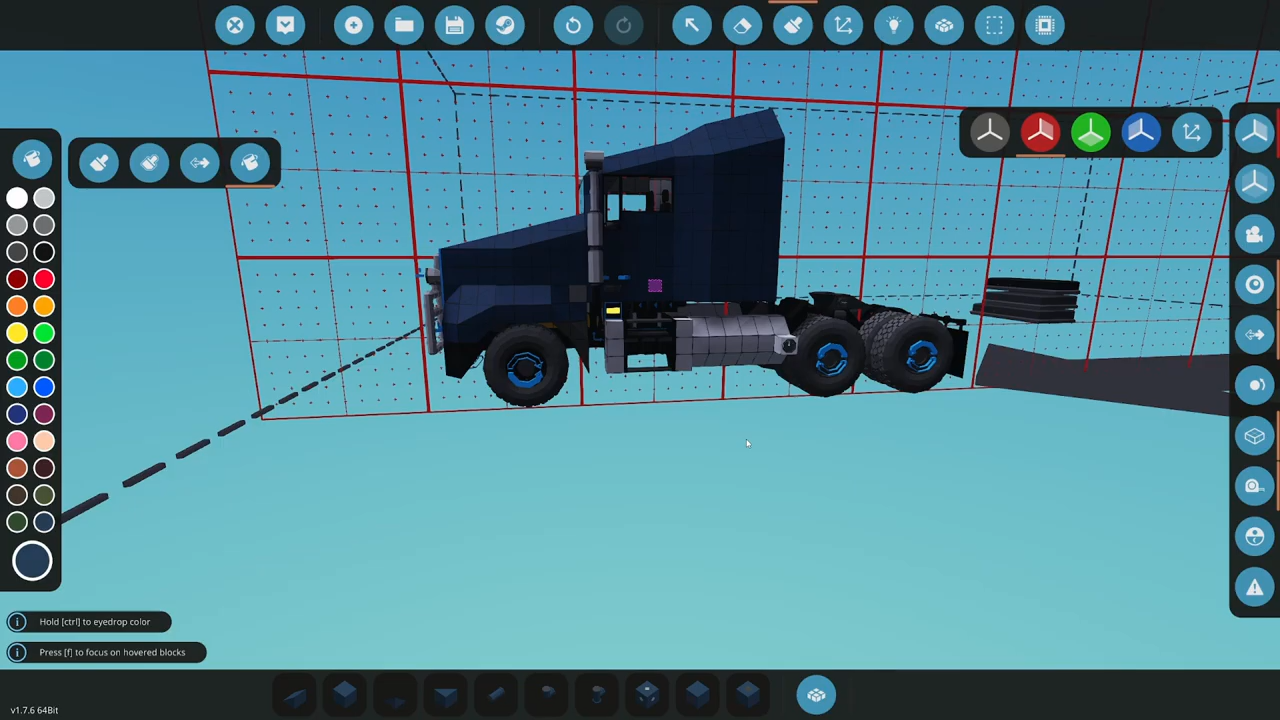 Hold [ctrl] to eyedrop color
Press [f] to focus on hovered blocks
v1.7.6 64Bit